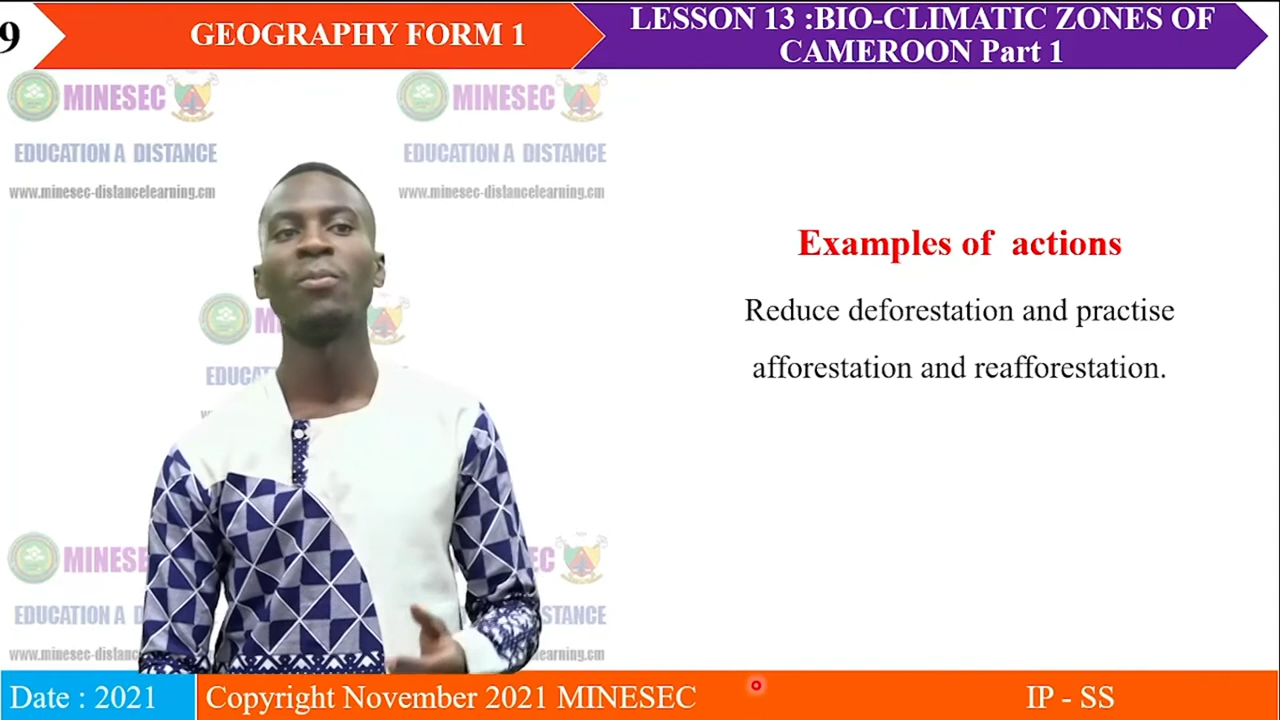 9
GEOGRAPHY FORM 1
LESSON 13 :BIO-CLIMATIC ZONES OF
CAMEROON Part 1
MINESEC
MINESEC
EDUCATION A DISTANCE
EDUCATION A DISTANCE
www.minesec-distancelearning.cm
www.minesec-distancelearning.cm
Examples of actions
Reduce deforestation and practise
afforestation and reafforestation.
Date : 2021
Copyright November 2021 MINESEC
IP - SS